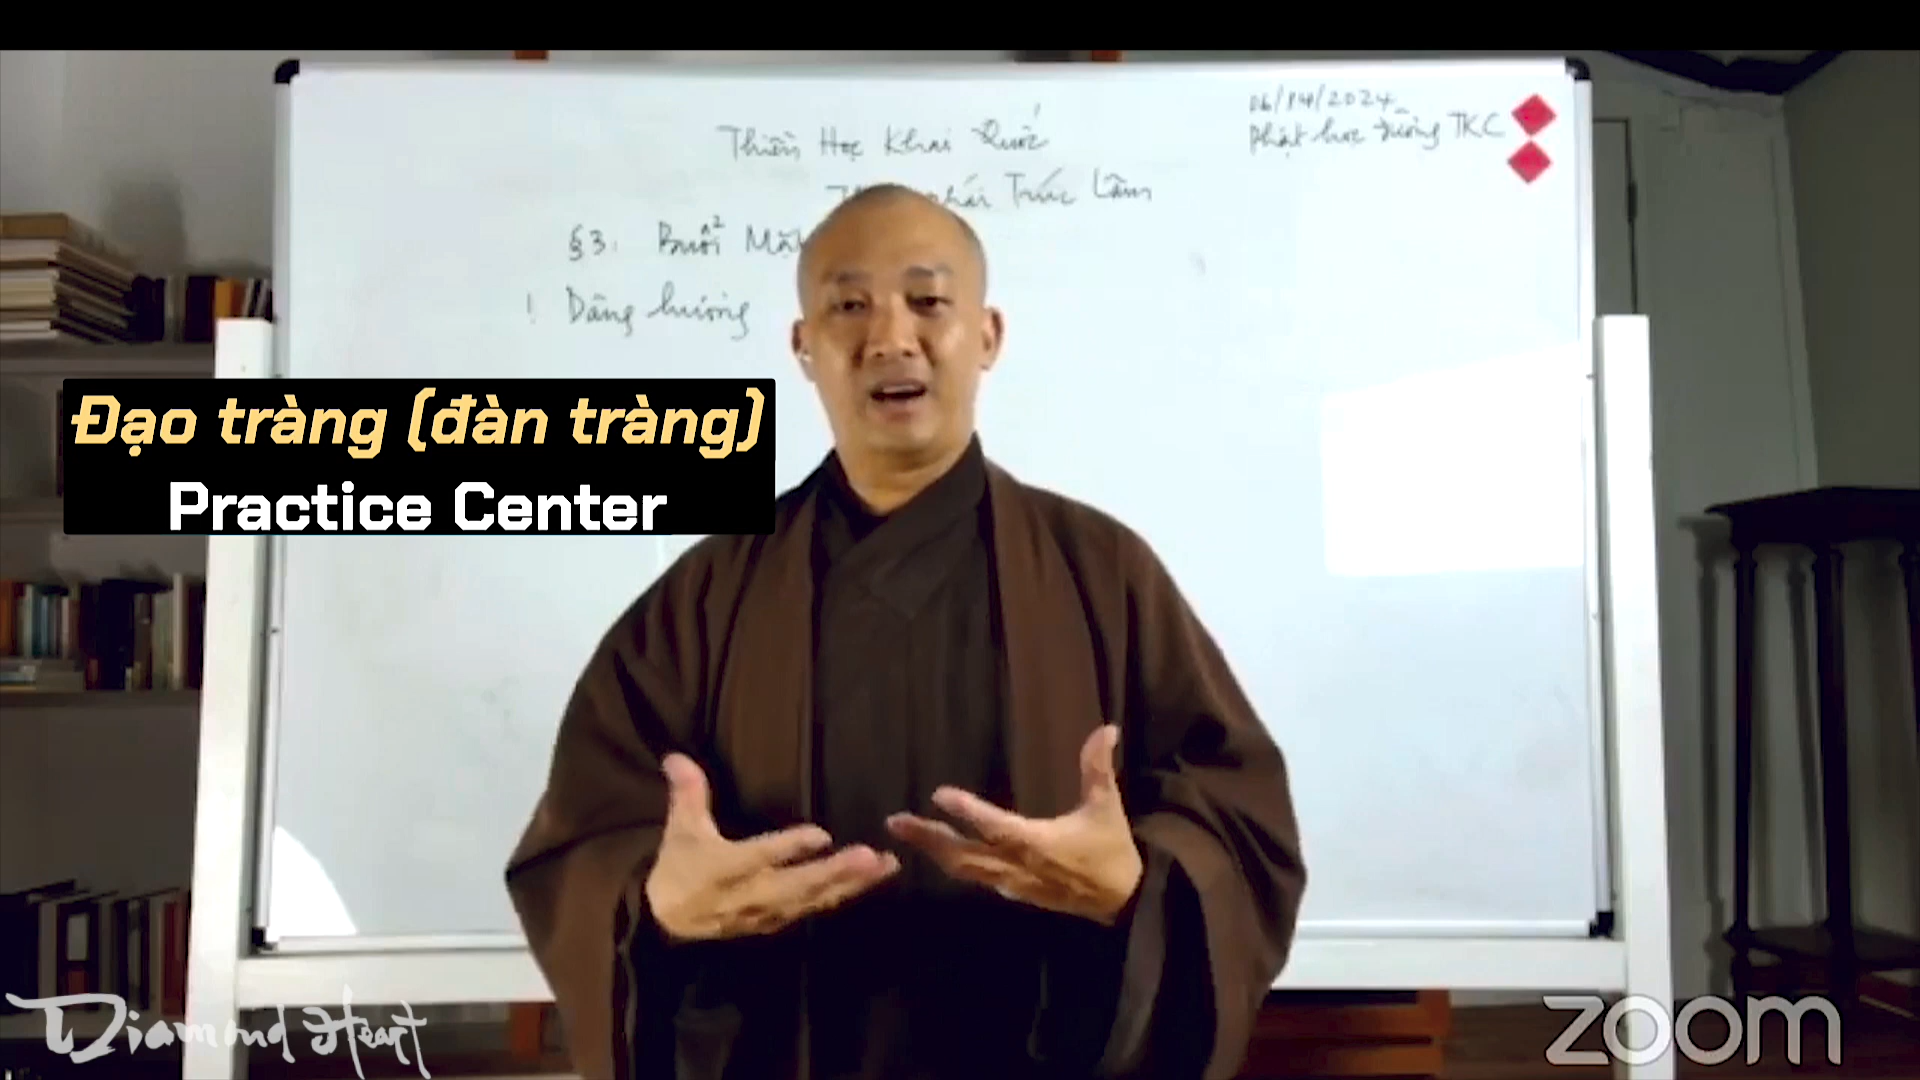 06/14/2024
Phật học đường TKC
Thiền Học Khai Quốc
phái Trúc Lâm
§3. Buổi
! Dâng hương
Đạo tràng (đàn tràng)
Practice Center
Diamond Heart
zoom